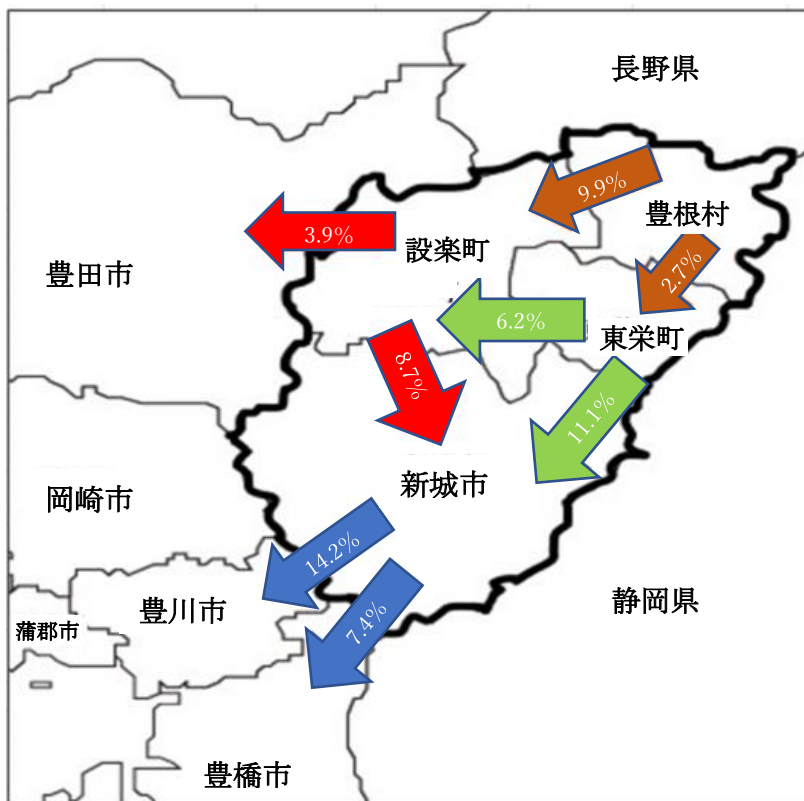 長野県
9.9%
豊根村
3.9%
設楽町
2.7%
豊田市
6.2%
東栄町
8.7%
11.1%
新城市
岡崎市
14.2%
豊川市
7.4%
静岡県
蒲郡市
豊橋市